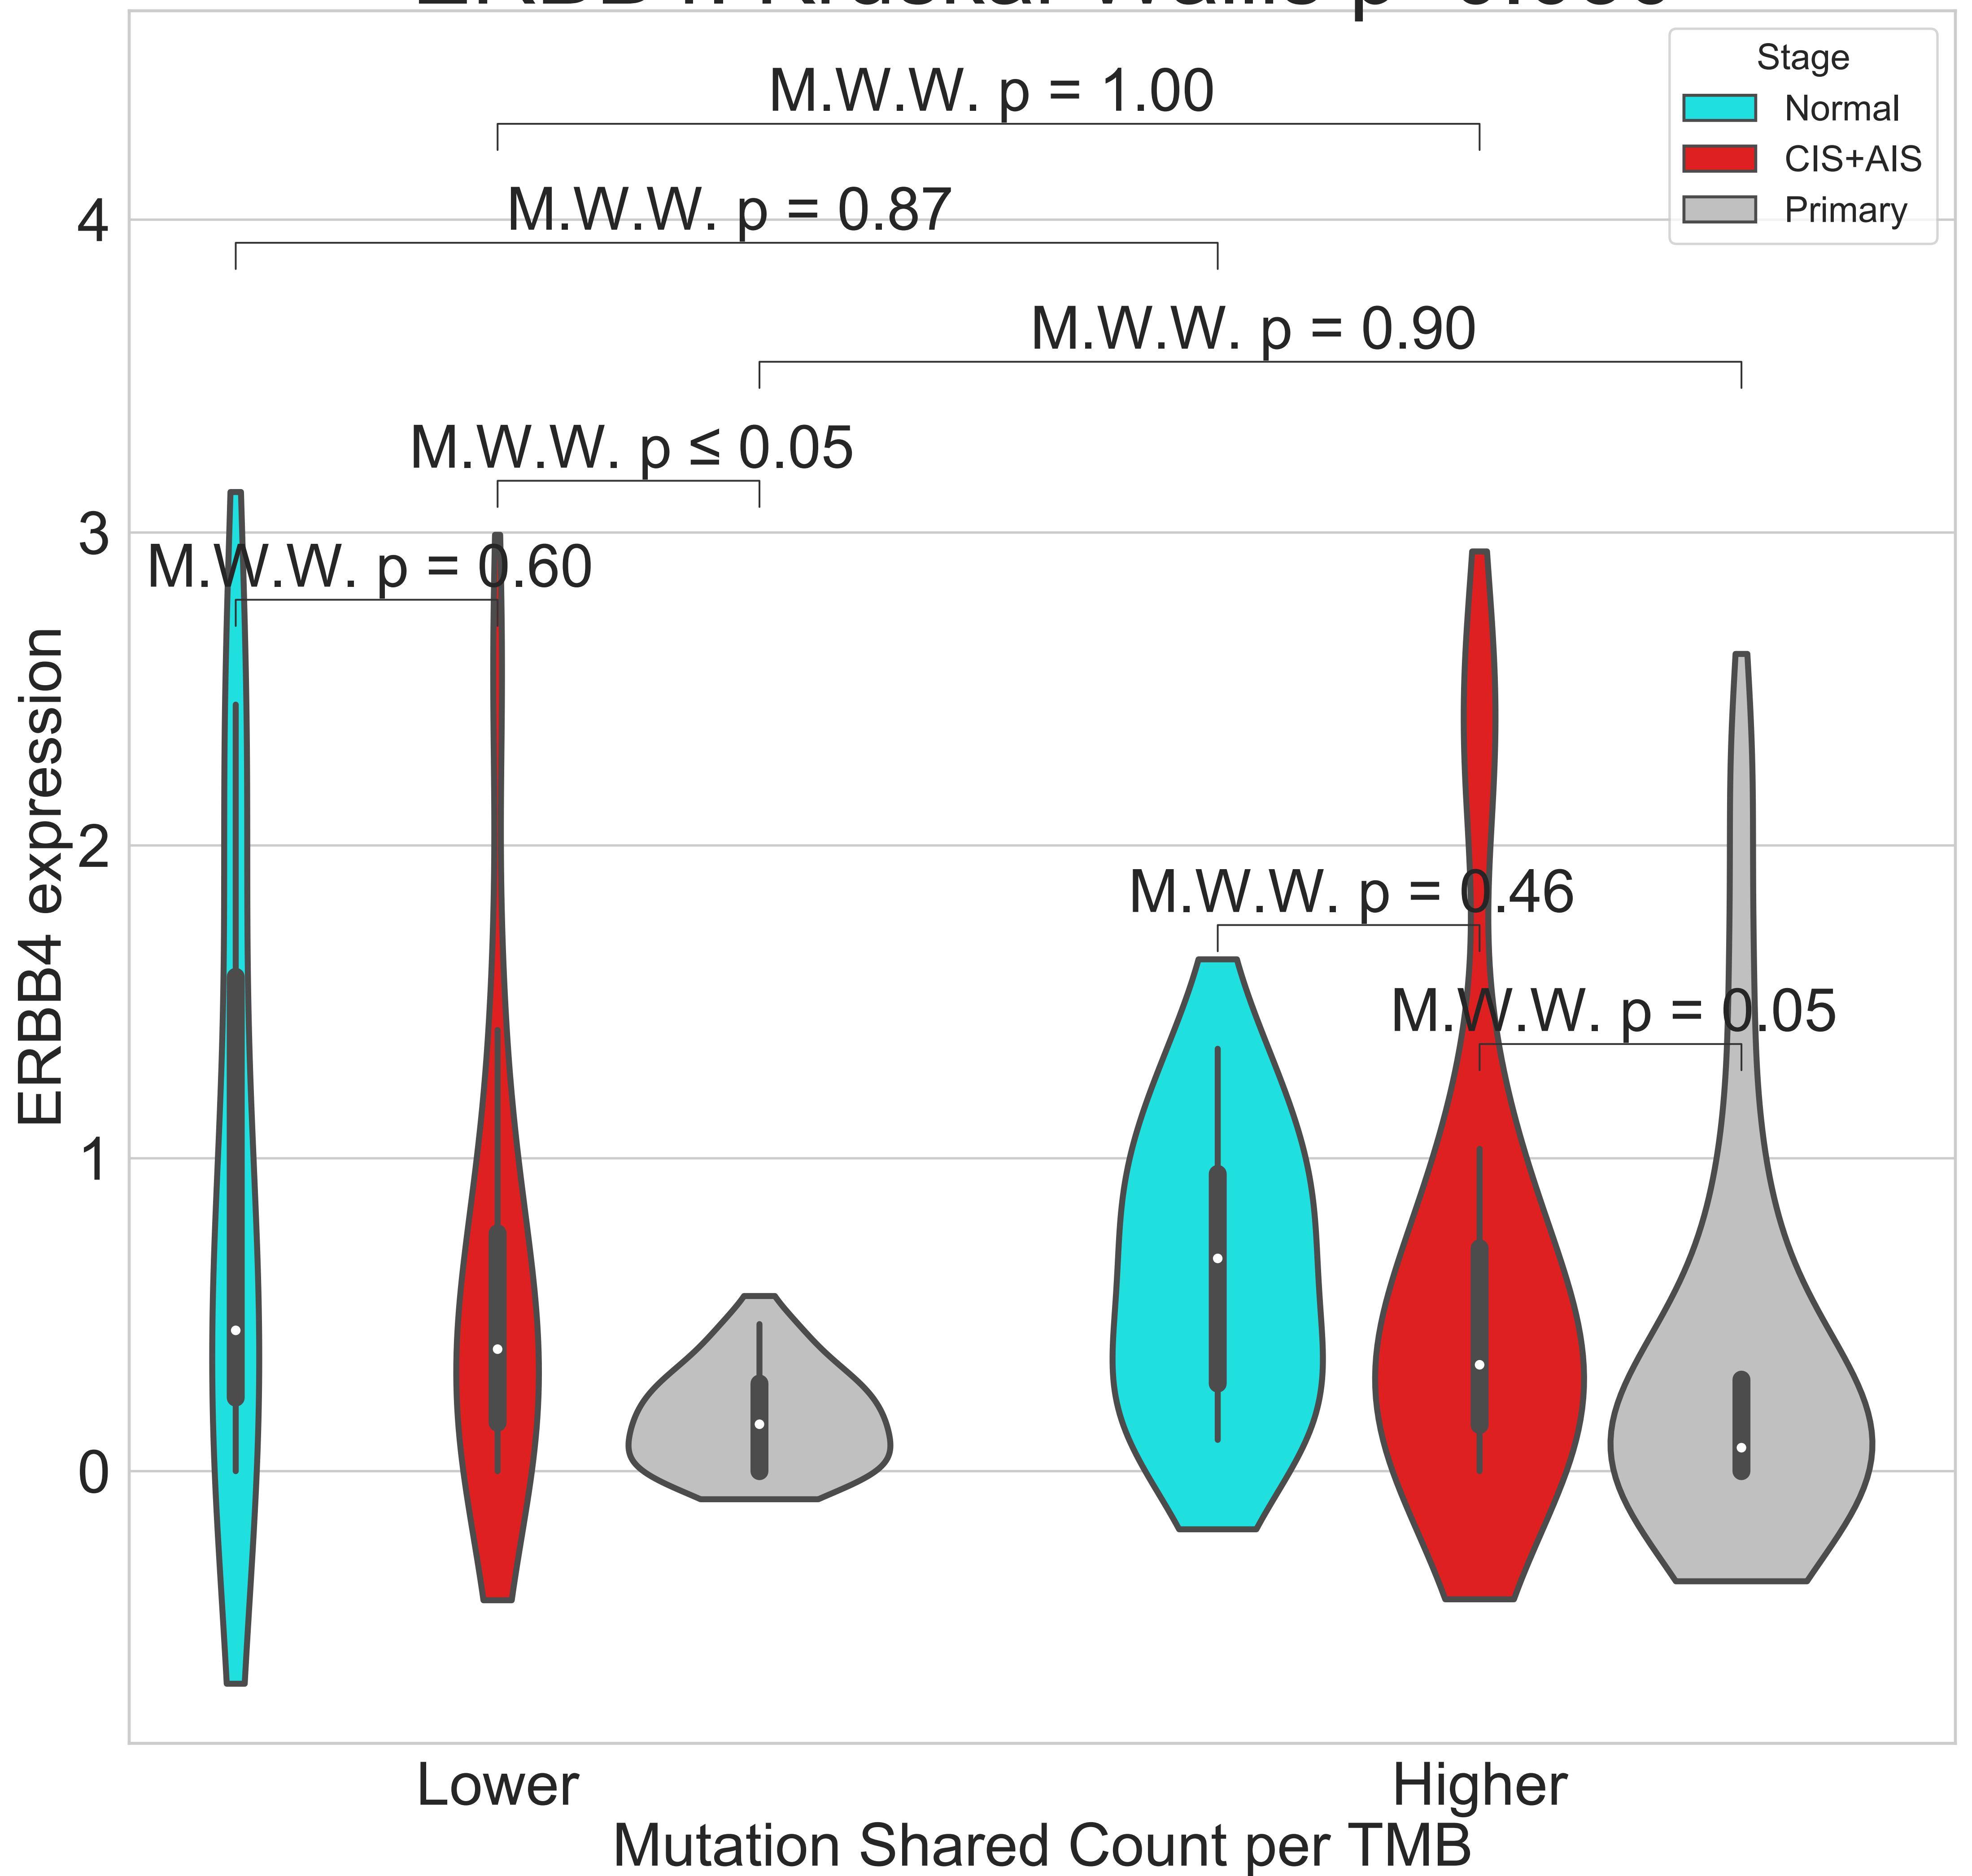 Stage
Normal
CIS+AIS
Primary
M.W.W. p = 1.00
M.W.W. p = 0.87
M.W.W. p = 0.90
M.W.W. p ≤ 0.05
M.W.W. p = 0.60
M.W.W. p = 0.46
M.W.W. p = 0.05
4
3
2
1
0
ERBB4 expression
Lower
Higher
Mutation Shared Count per TMB